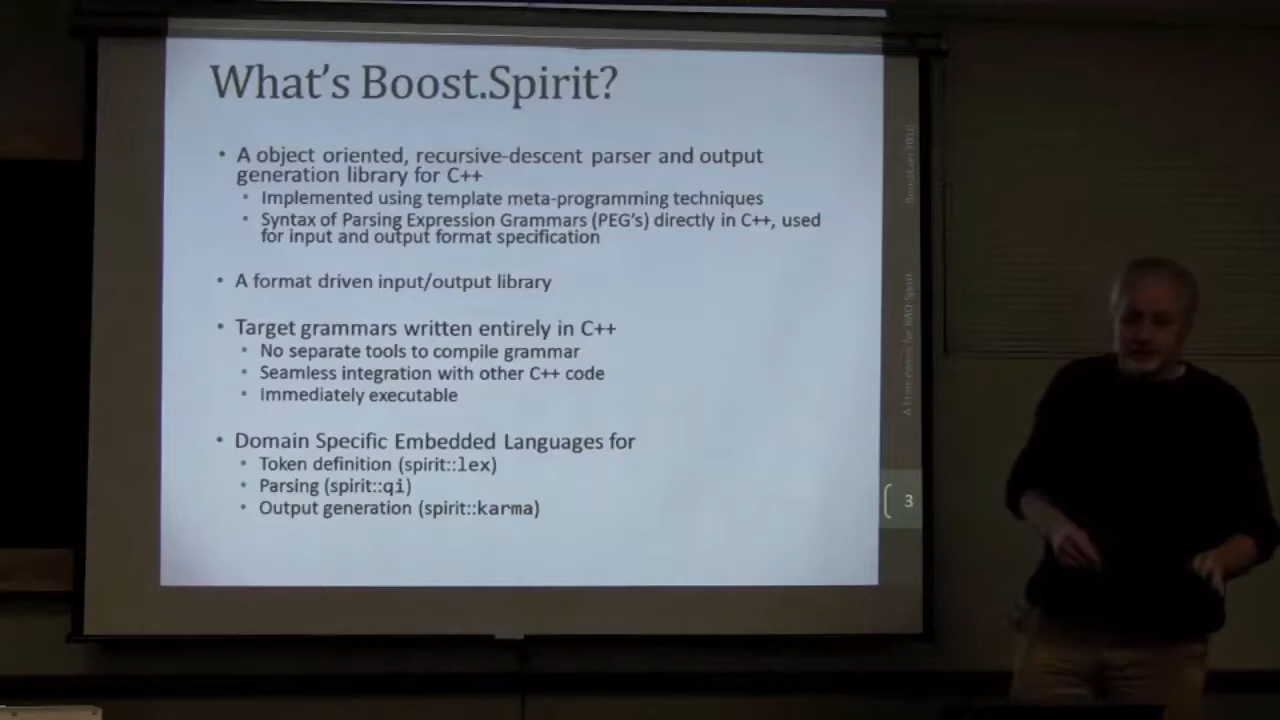 What's Boost.Spirit?
• A object oriented, recursive-descent parser and output
generation library for C++
• Implemented using template meta-programming techniques
• Syntax of Parsing Expression Grammars (PEG's) directly in C++, used
for input and output format specification
• A format driven input/output library
• Target grammars written entirely in C++
• No separate tools to compile grammar
• Seamless integration with other C++ code
• Immediately executable
• Domain Specific Embedded Languages for
• Token definition (spirit::lex)
• Parsing (spirit::qi)
• Output generation (spirit::karma)
3